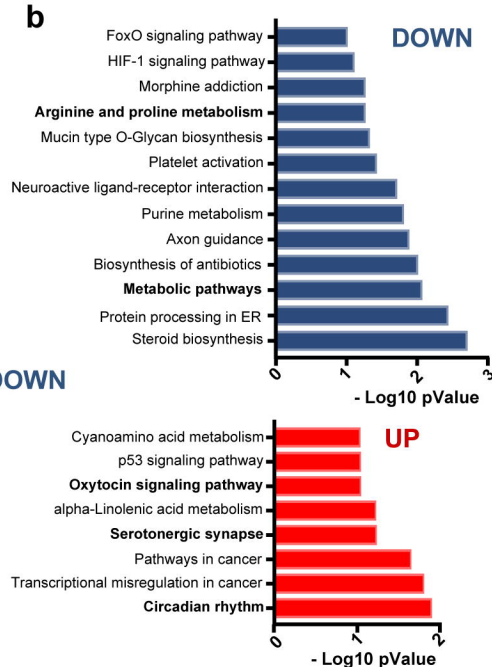 b
DOWN
FoxO signaling pathway
HIF-1 signaling pathway
Morphine addiction
Arginine and proline metabolism
Mucin type O-Glycan biosynthesis
Platelet activation
Neuroactive ligand-receptor interaction
Purine metabolism
Axon guidance
Biosynthesis of antibiotics
Metabolic pathways
Protein processing in ER
Steroid biosynthesis
0 1 2 3
- Log10 pValue
DOWN
UP
Cyanoamino acid metabolism
p53 signaling pathway
Oxytocin signaling pathway
alpha-Linolenic acid metabolism
Serotonergic synapse
Pathways in cancer
Transcriptional misregulation in cancer
Circadian rhythm
0 1 2
- Log10 pValue